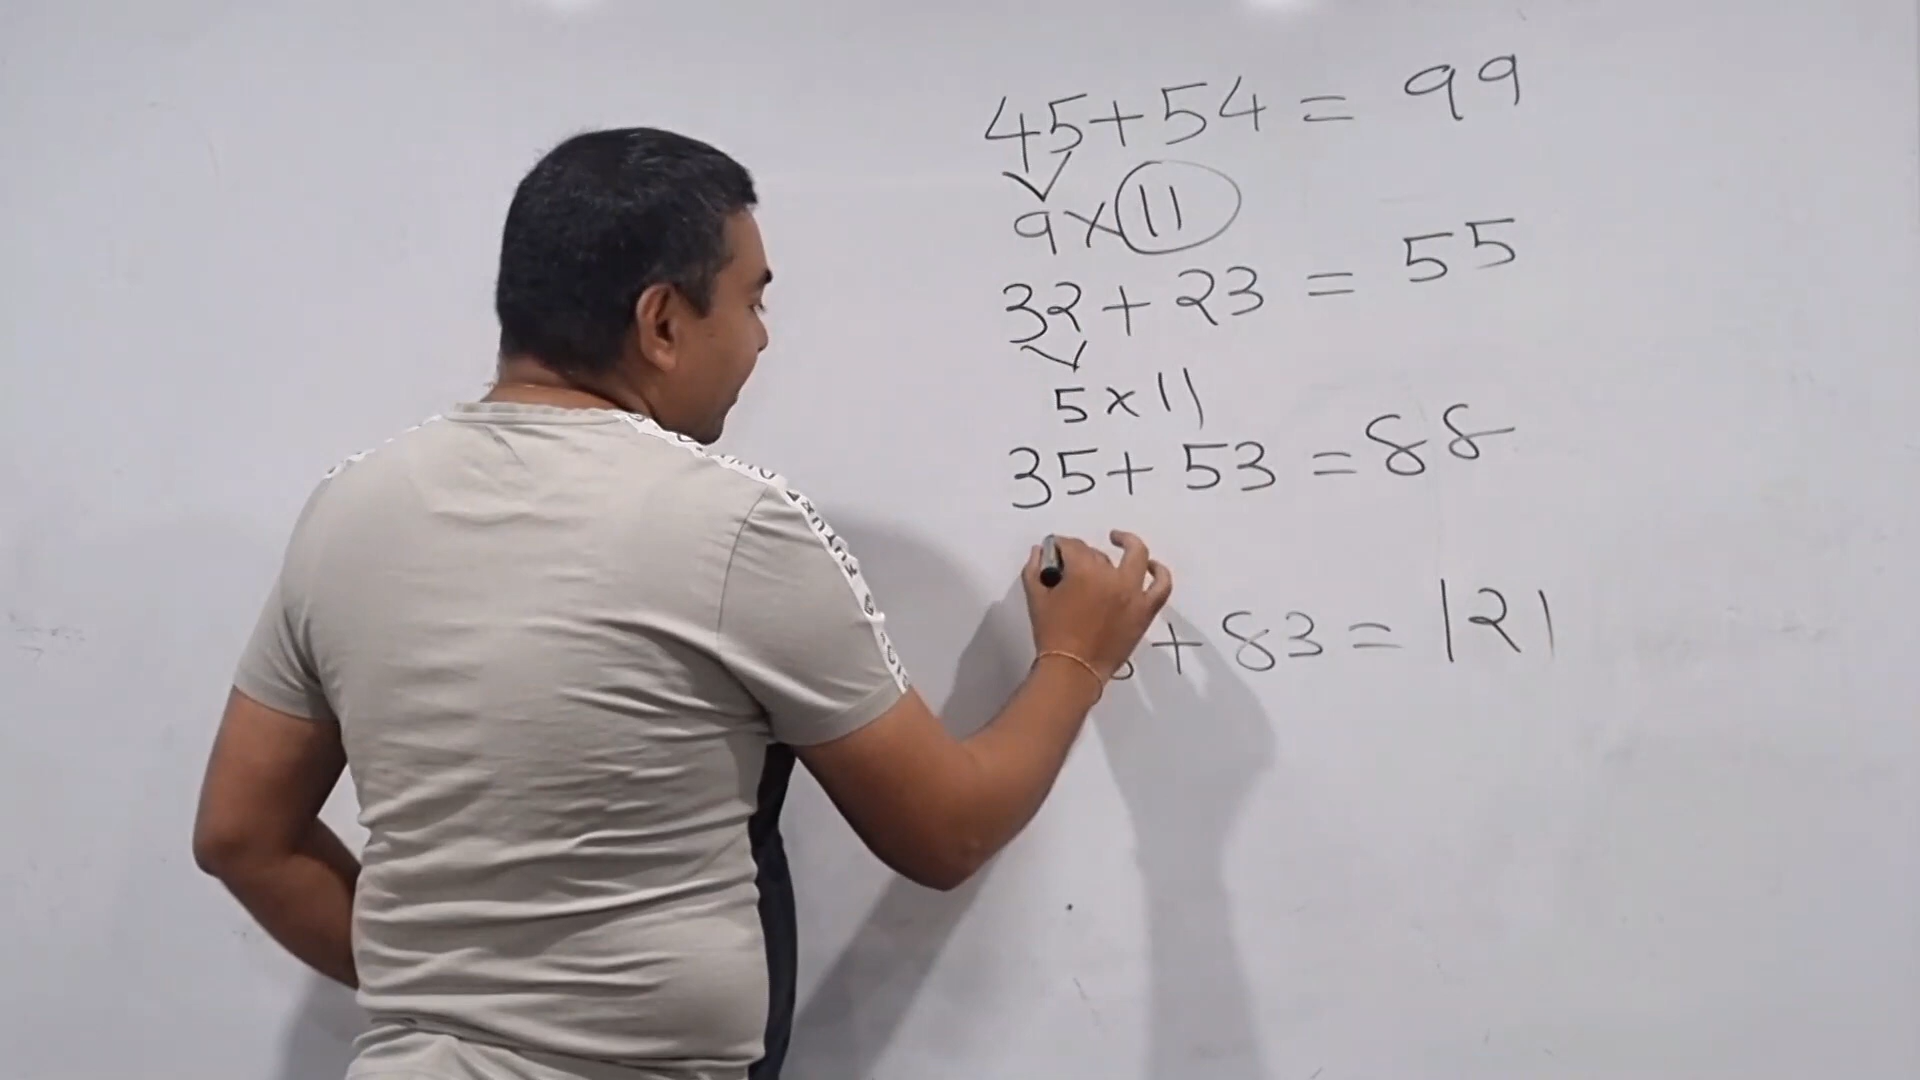 45+54 = 99
9×11
32+23 = 55
5×11
35+53 = 88
+83 = 121